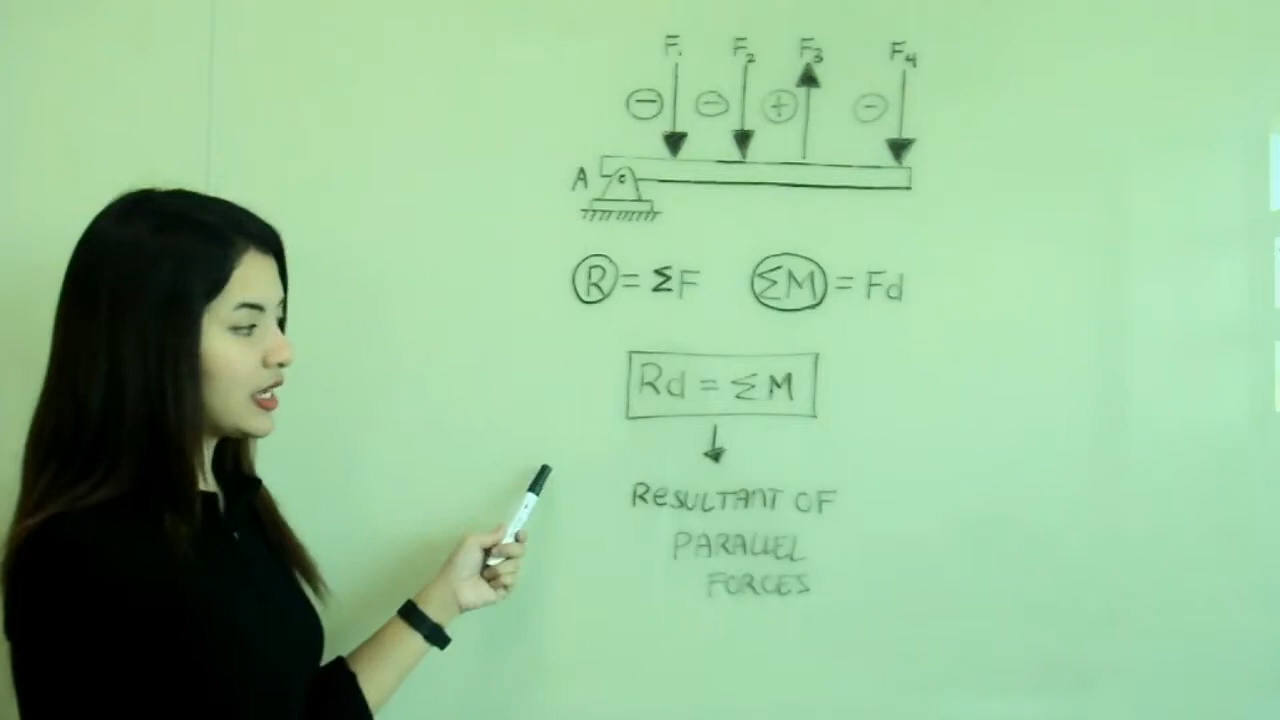 F₁ F₂ F₃ F₄
⊖ ⊖ ⊕ ⊖
A
R = ΣF ΣM = Fd
Rd = ΣM
RESULTANT OF
PARALLEL
FORCES